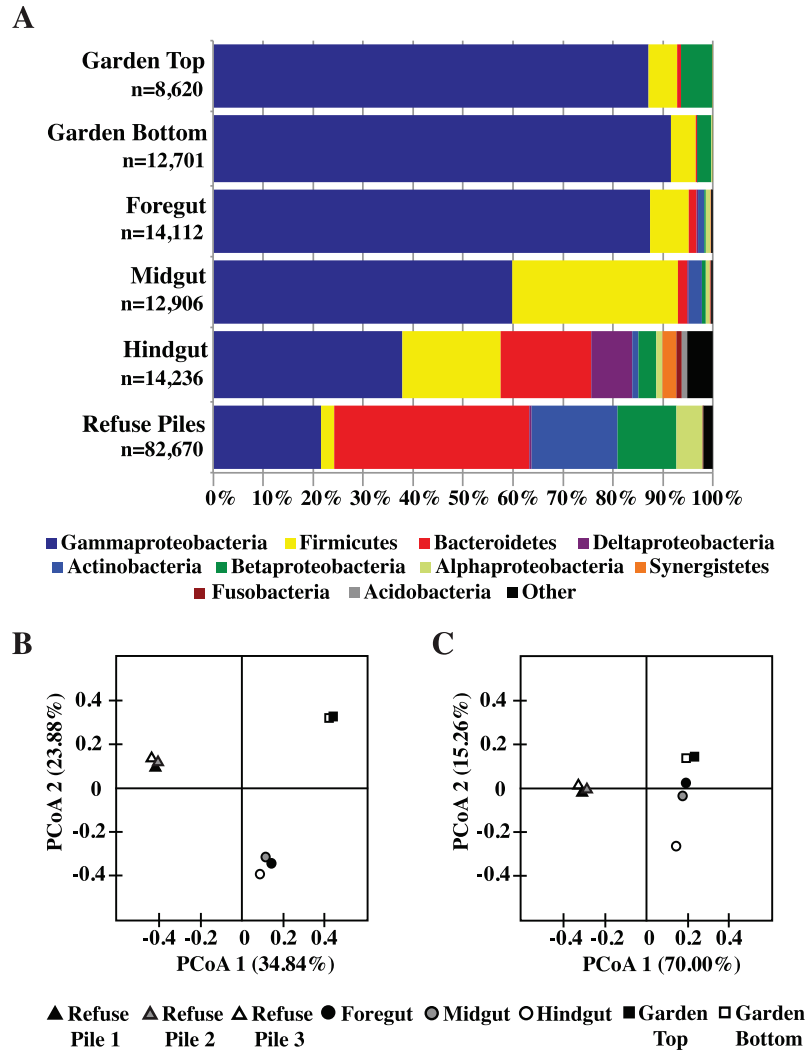 A
Garden Top
n=8,620
Garden Bottom
n=12,701
Foregut
n=14,112
Midgut
n=12,906
Hindgut
n=14,236
Refuse Piles
n=82,670
0% 10% 20% 30% 40% 50% 60% 70% 80% 90% 100%
Gammaproteobacteria Firmicutes Bacteroidetes Deltaproteobacteria
Actinobacteria Betaproteobacteria Alphaproteobacteria Synergistetes
Fusobacteria Acidobacteria Other
B
PCoA 2 (23.88%)
0.4
0.2
0
-0.2
-0.4
-0.4 -0.2 0 0.2 0.4
PCoA 1 (34.84%)
C
PCoA 2 (15.26%)
0.4
0.2
0
-0.2
-0.4
-0.4 -0.2 0 0.2 0.4
PCoA 1 (70.00%)
Refuse Pile 1
Refuse Pile 2
Refuse Pile 3
Foregut
Midgut
Hindgut
Garden Top
Garden Bottom